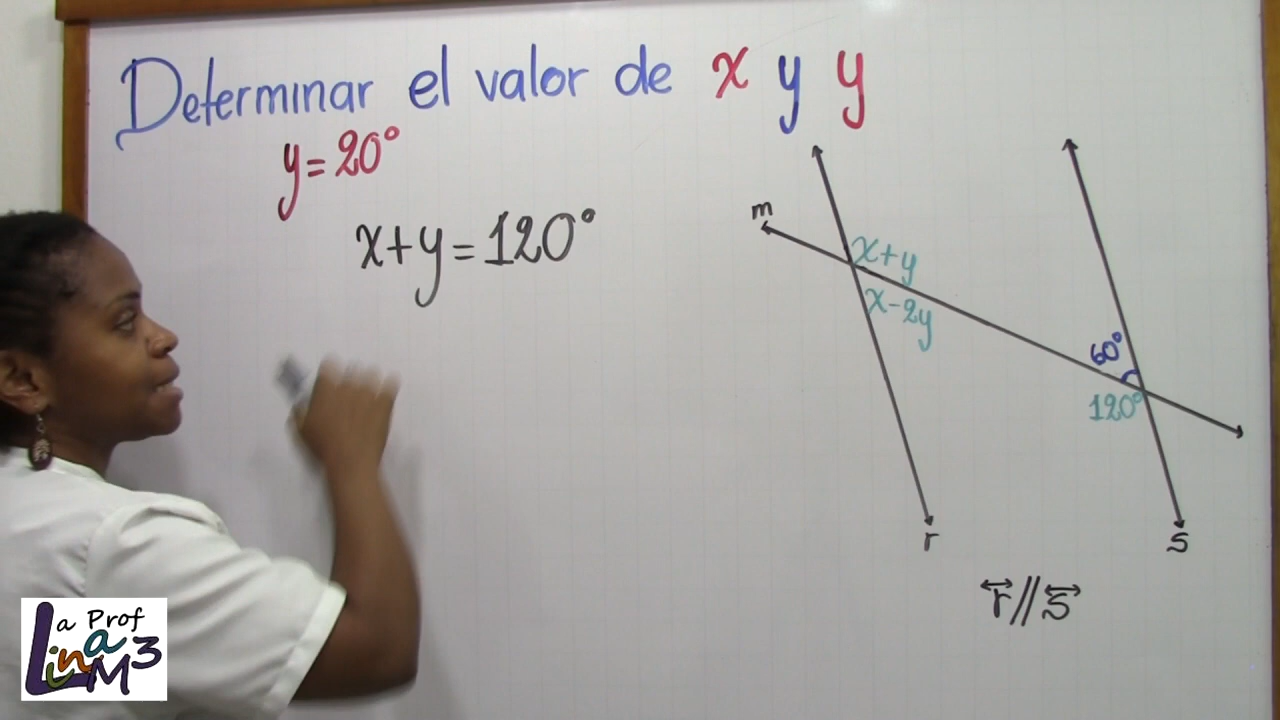 Determinar el valor de x y y
y=20°
x+y=120°
m
x+y
x-2y
60°
120°
r
s
r//s
La Prof
Lina M3